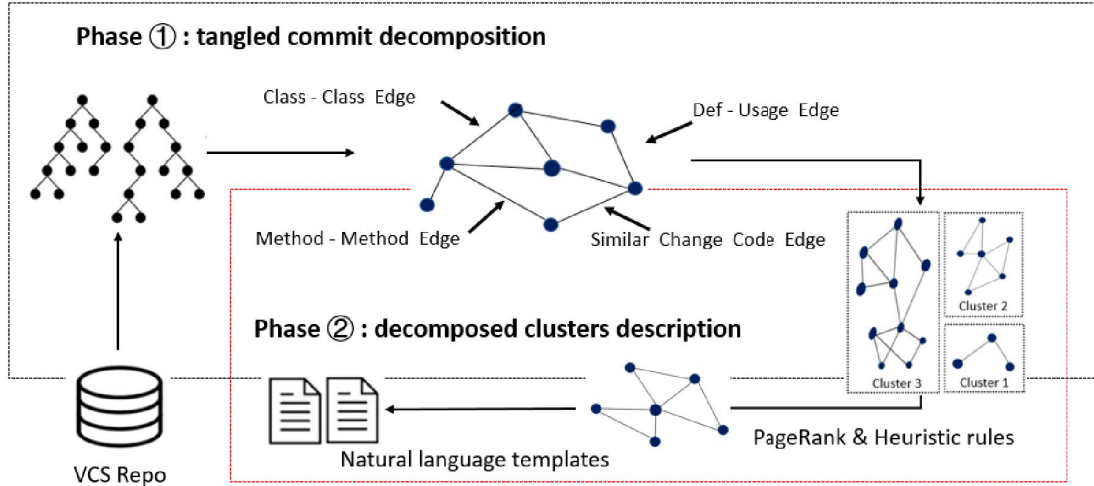 Phase ① : tangled commit decomposition
Class - Class Edge
Def - Usage Edge
Method - Method Edge
Similar Change Code Edge
Cluster 2
Cluster 3
Cluster 1
Phase ② : decomposed clusters description
PageRank & Heuristic rules
Natural language templates
VCS Repo